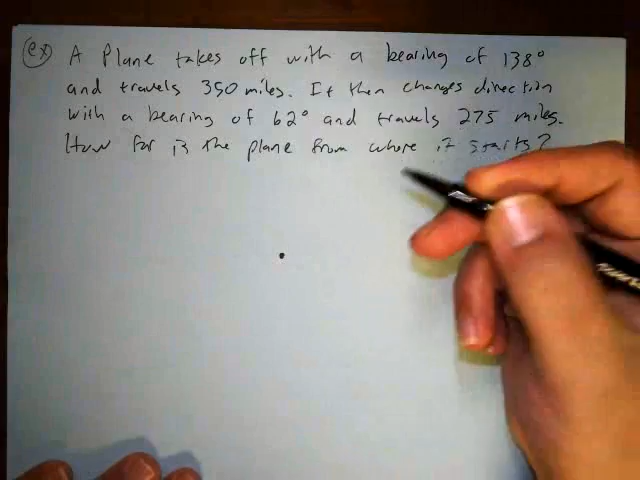 ex) A Plane takes off with a bearing of 138°
and travels 350 miles. It then changes direction
with a bearing of 62° and travels 275 miles.
How far is the plane from where it starts?